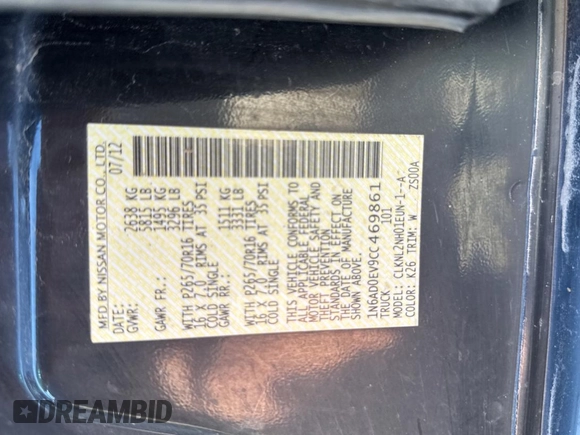 MFD BY NISSAN MOTOR CO., LTD.
DATE: 07/12
GVWR: 2638 KG
5815 LB
GAWR FR.: 1495 KG
3296 LB
WITH P265/70R16 TIRES
16 X 7.0 RIMS AT 35 PSI
COLD SINGLE
GAWR RR.: 1511 KG
3331 LB
WITH P265/70R16 TIRES
16 X 7.0 RIMS AT 35 PSI
COLD SINGLE
THIS VEHICLE CONFORMS TO
ALL APPLICABLE FEDERAL
MOTOR VEHICLE SAFETY AND
THEFT PREVENTION
STANDARDS IN EFFECT ON
THE DATE OF MANUFACTURE
SHOWN ABOVE.
1N6AD0EV9CC469861
TRUCK 101
MODEL: CLKNL2NH01EUN-1--A
COLOR: K26 TRIM: W ZS00A
DREAMBID